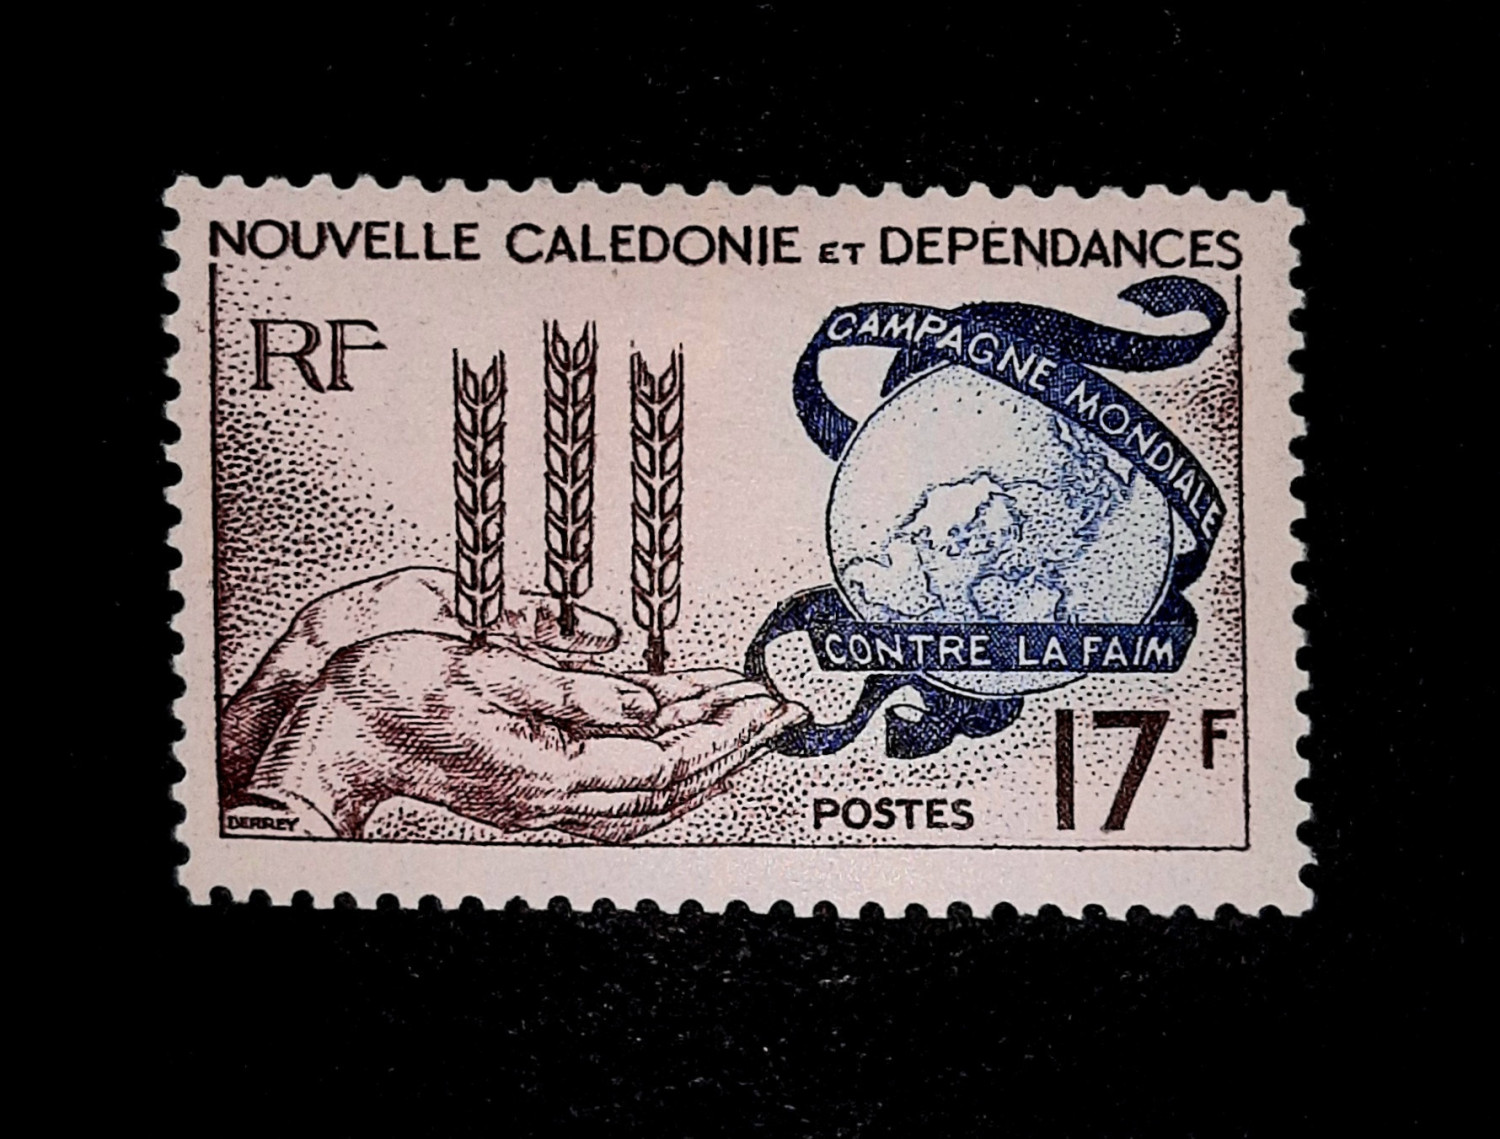 NOUVELLE CALEDONIE ET DEPENDANCES
RF
CAMPAGNE MONDIALE
CONTRE LA FAIM
17F
POSTES
DERREY